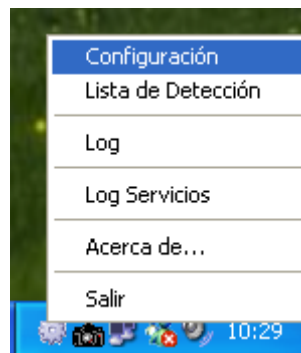 Configuración
Lista de Detección
Log
Log Servicios
Acerca de...
Salir
10:29